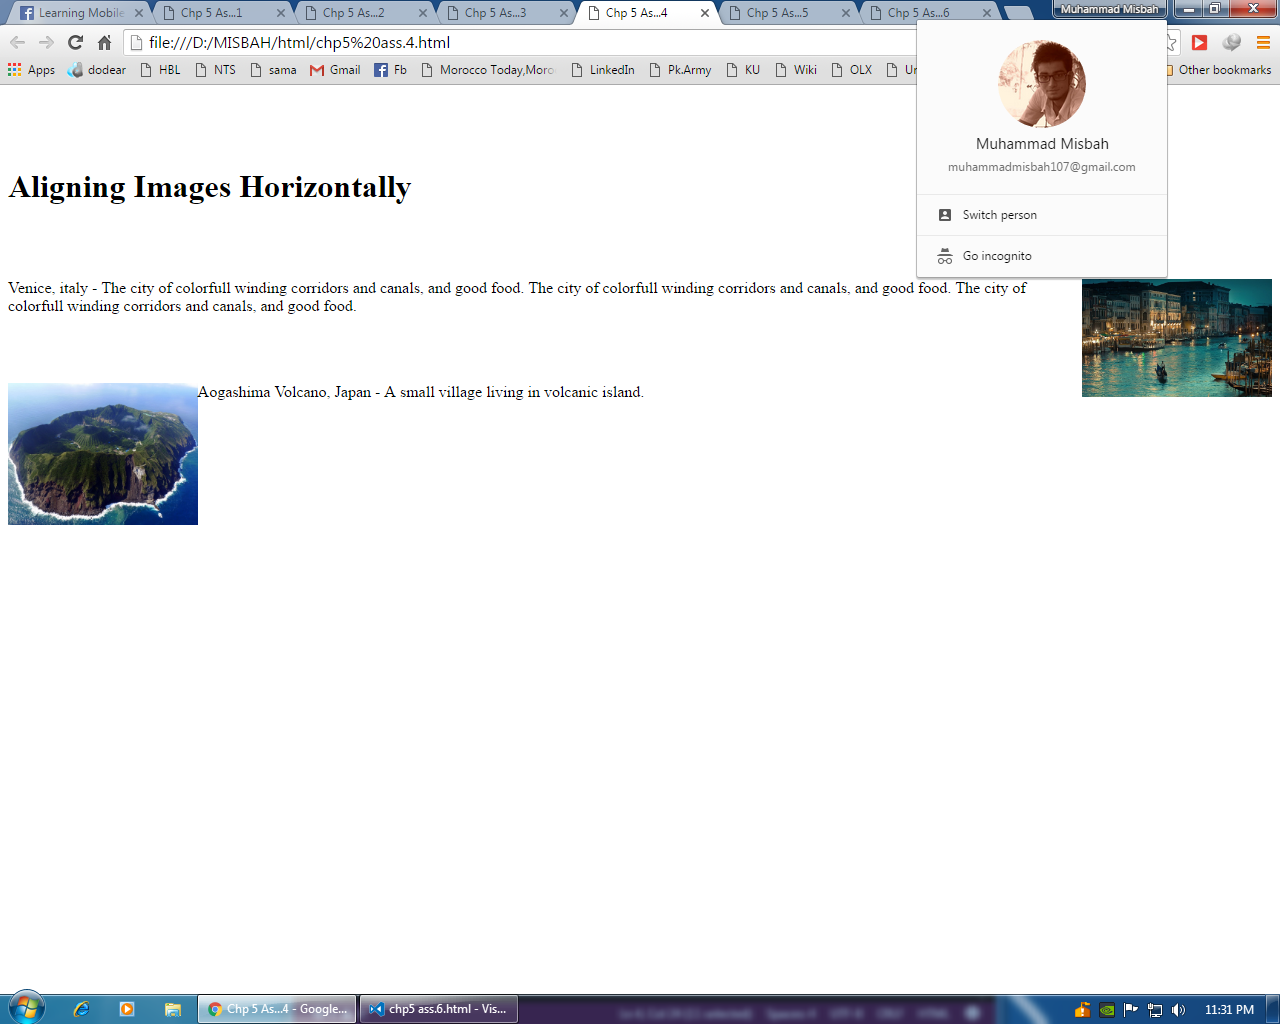 Learning Mobile
Chp 5 As...1
Chp 5 As...2
Chp 5 As...3
Chp 5 As...4
Chp 5 As...5
Chp 5 As...6
Muhammad Misbah
file:///D:/MISBAH/html/chp5%20ass.4.html
Apps
dodear
HBL
NTS
sama
Gmail
Fb
Morocco Today,Moro
LinkedIn
Pk.Army
KU
Wiki
OLX
Other bookmarks
Muhammad Misbah
muhammadmisbah107@gmail.com
Switch person
Go incognito
Aligning Images Horizontally
Venice, italy - The city of colorfull winding corridors and canals, and good food. The city of colorfull winding corridors and canals, and good food. The city of
colorfull winding corridors and canals, and good food.
Aogashima Volcano, Japan - A small village living in volcanic island.
Chp 5 As...4 - Google...
chp5 ass.6.html - Vis...
11:31 PM